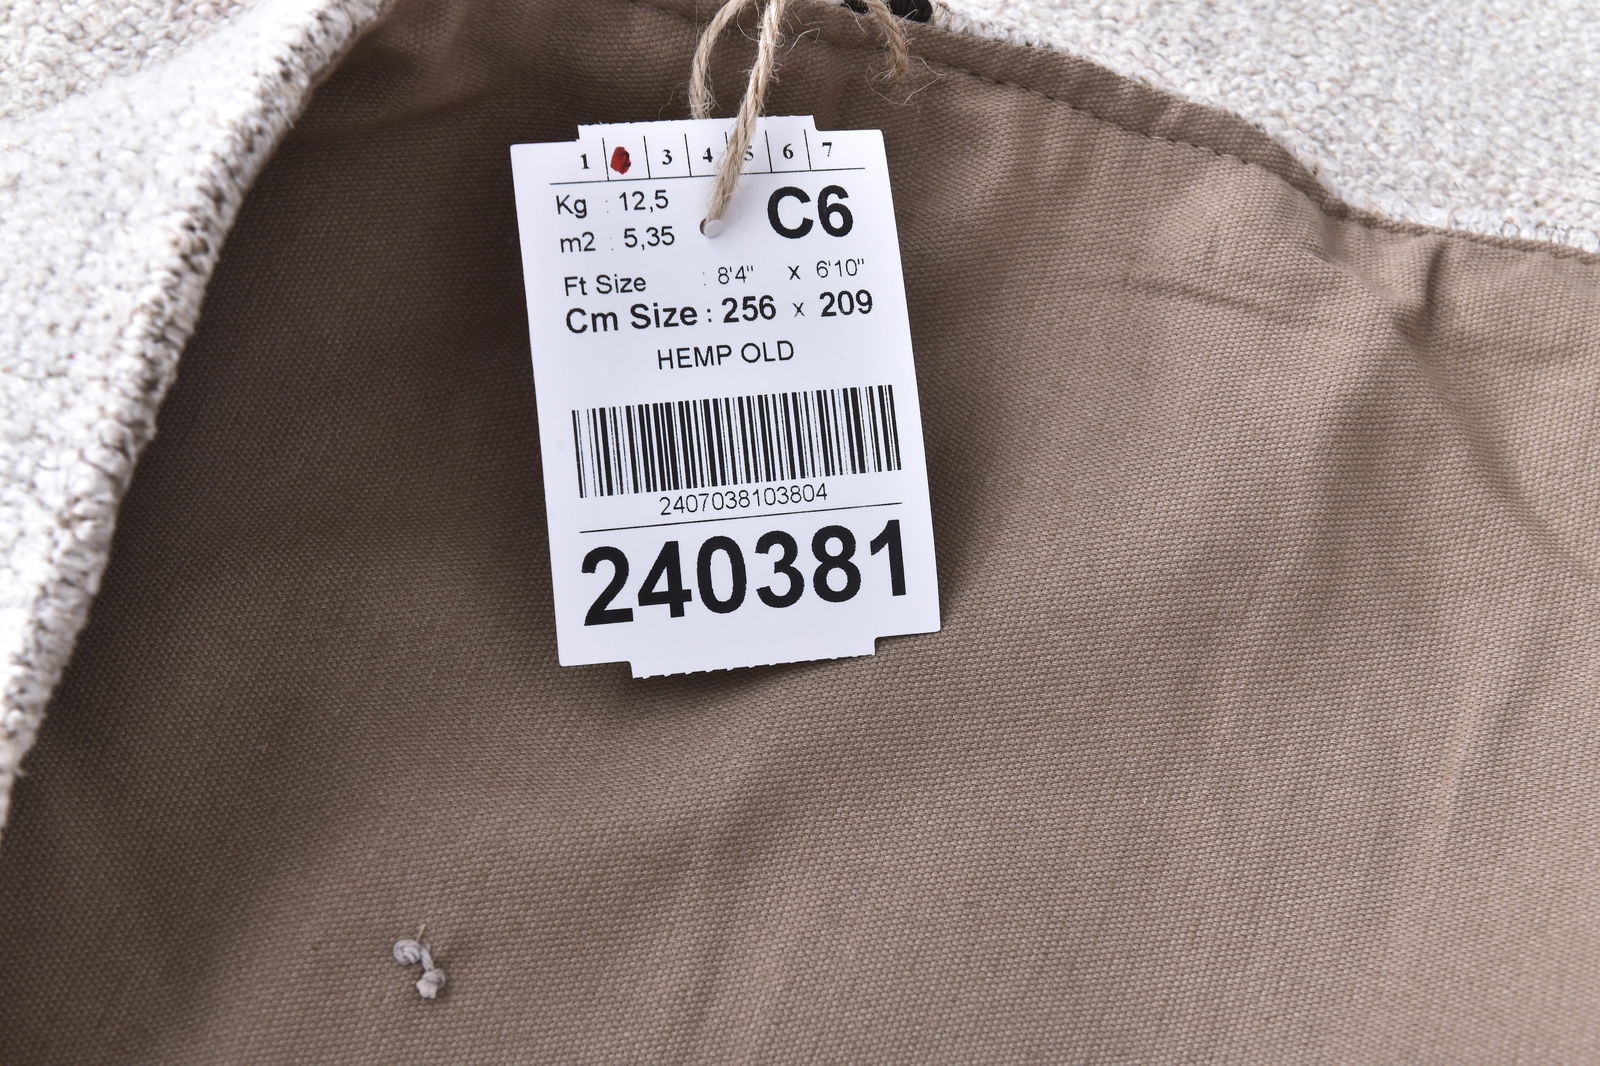 1 3 4 5 6 7
Kg : 12,5
C6
m2 : 5,35
Ft Size : 8'4" x 6'10"
Cm Size : 256 x 209
HEMP OLD
2407038103804
240381